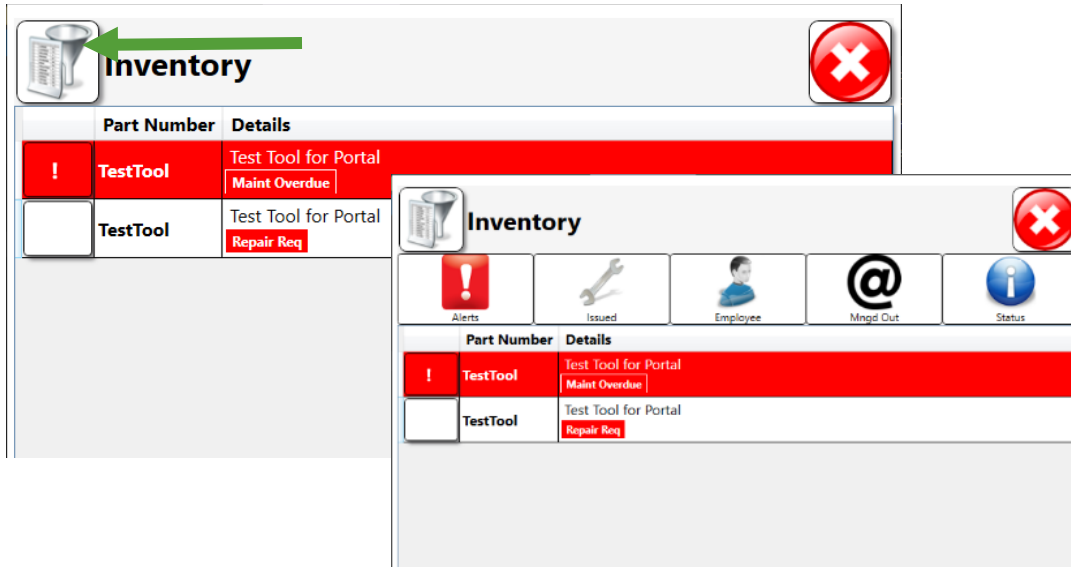 Inventory
Part Number Details
! TestTool Test Tool for Portal
Maint Overdue
TestTool Test Tool for Portal
Repair Req
Inventory
Alerts Issued Employee Mngd Out Status
Part Number Details
! TestTool Test Tool for Portal
Maint Overdue
TestTool Test Tool for Portal
Repair Req